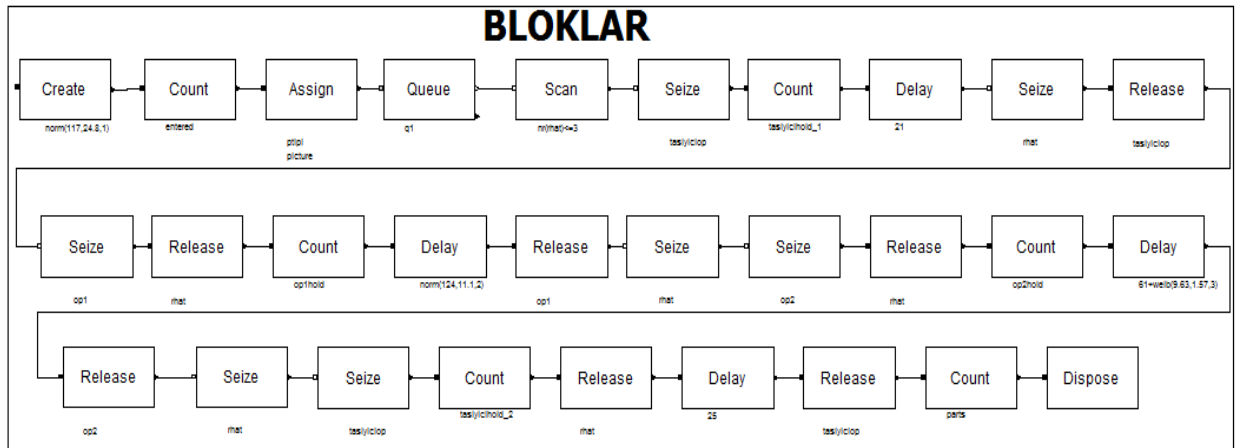 BLOKLAR
Create Count Assign Queue Scan Seize Count Delay Seize Release
norm(117,24.8,1) entered ptipi q1 nr(rhat)<=3 tasiyiciop tasiyicihold_1 21 rhat tasiyiciop
picture
Seize Release Count Delay Release Seize Seize Release Count Delay
op1 rhat op1hold norm(124,11.1,2) op1 rhat op2 rhat op2hold 61+weib(9.63,1.57,3)
Release Seize Seize Count Release Delay Release Count Dispose
op2 rhat tasiyiciop tasiyicihold_2 rhat 25 tasiyiciop parts